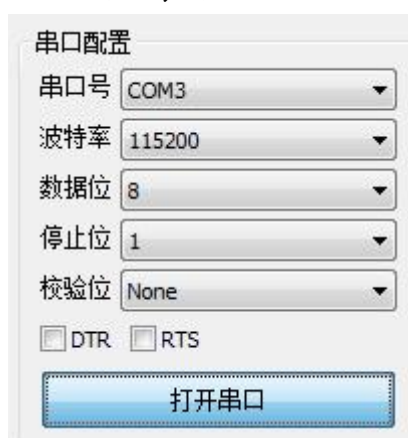 串口配置
串口号 COM3
波特率 115200
数据位 8
停止位 1
校验位 None
DTR RTS
打开串口